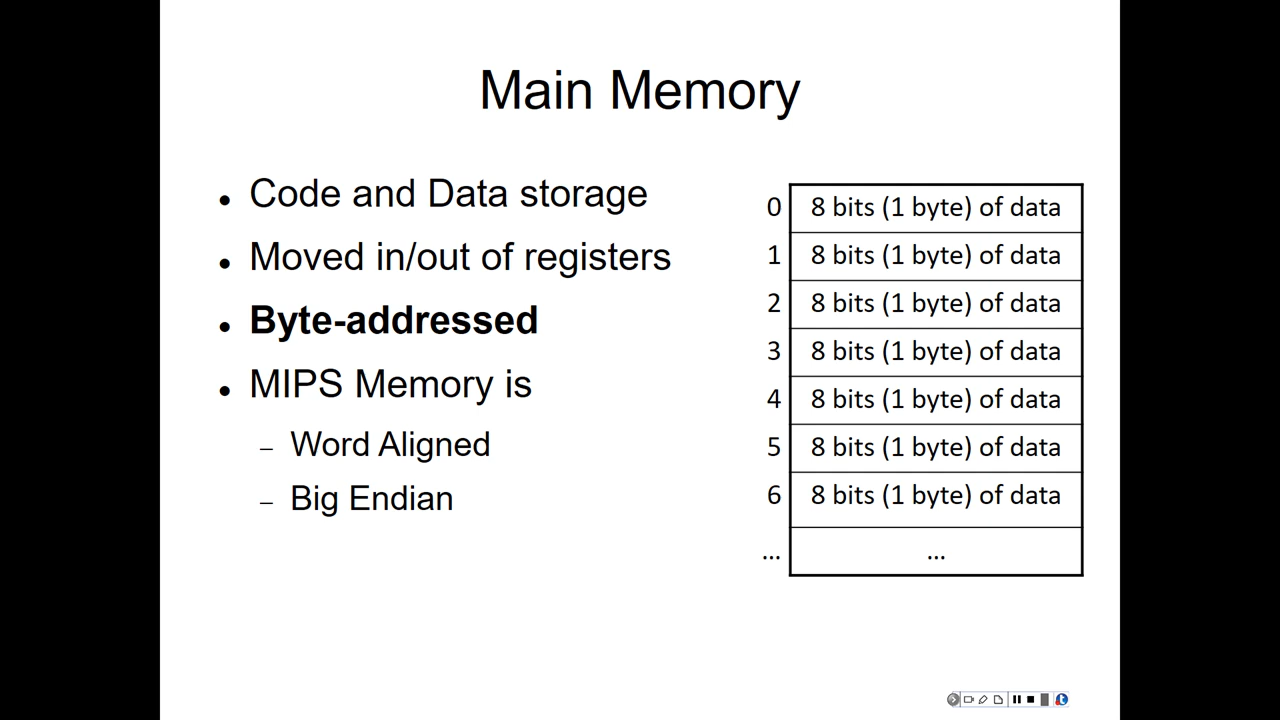 Main Memory
● Code and Data storage
● Moved in/out of registers
● Byte-addressed
● MIPS Memory is
– Word Aligned
– Big Endian
0 8 bits (1 byte) of data
1 8 bits (1 byte) of data
2 8 bits (1 byte) of data
3 8 bits (1 byte) of data
4 8 bits (1 byte) of data
5 8 bits (1 byte) of data
6 8 bits (1 byte) of data
... ...
t